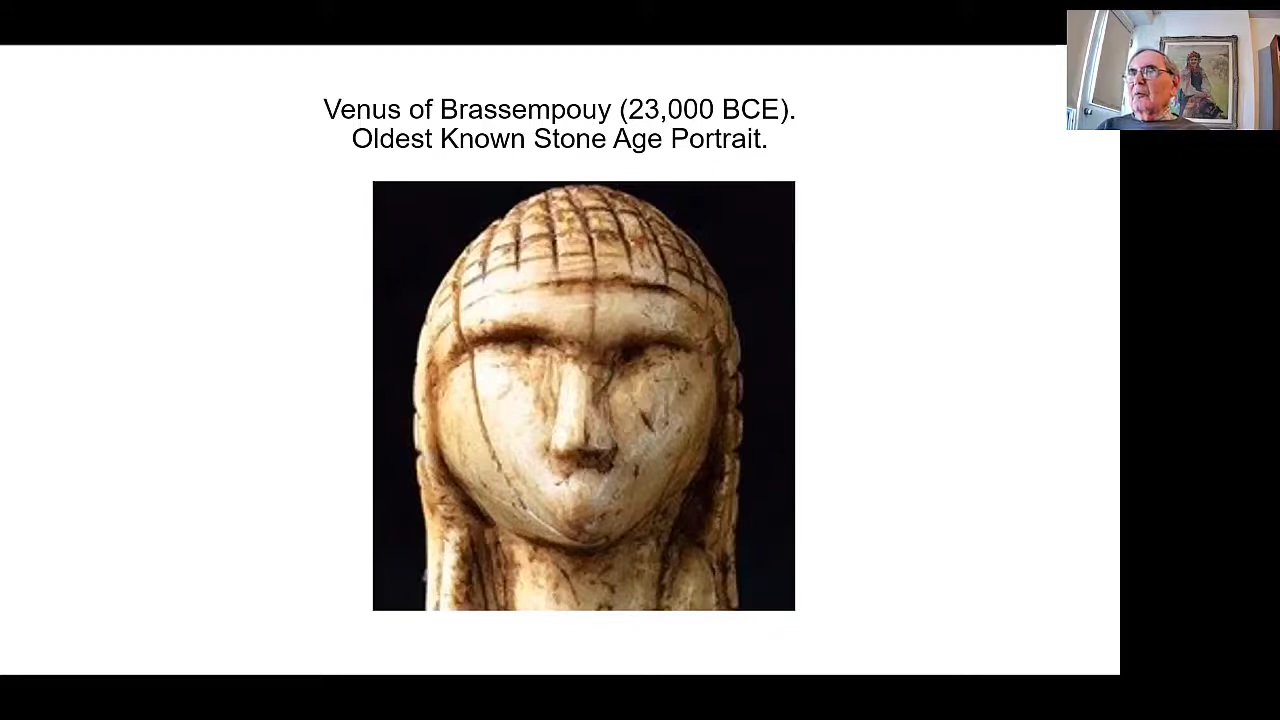 Venus of Brassempouy (23,000 BCE).
Oldest Known Stone Age Portrait.